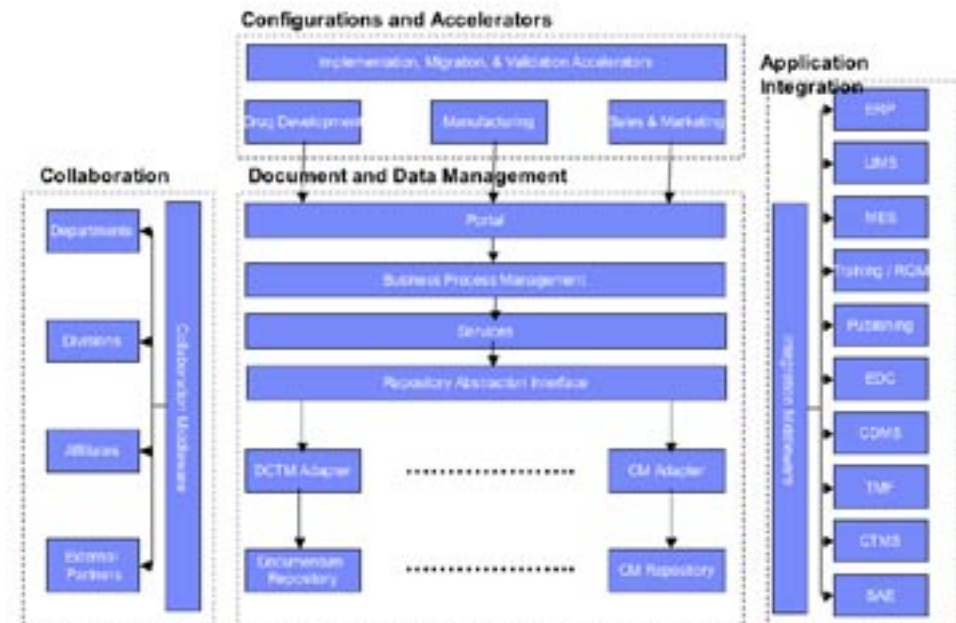 Configurations and Accelerators
Implementation, Migration, & Validation Accelerators
Drug Development
Manufacturing
Sales & Marketing
Application
Integration
ERP
LIMS
MES
Training / RGM
Publishing
EDC
CDMS
TMF
CTMS
SAE
Integration Middleware
Collaboration
Departments
Divisions
Affiliates
External
Partners
Collaboration Middleware
Document and Data Management
Portal
Business Process Management
Services
Repository Abstraction Interface
DCTM Adapter
CM Adapter
Documentum
Repository
CM Repository